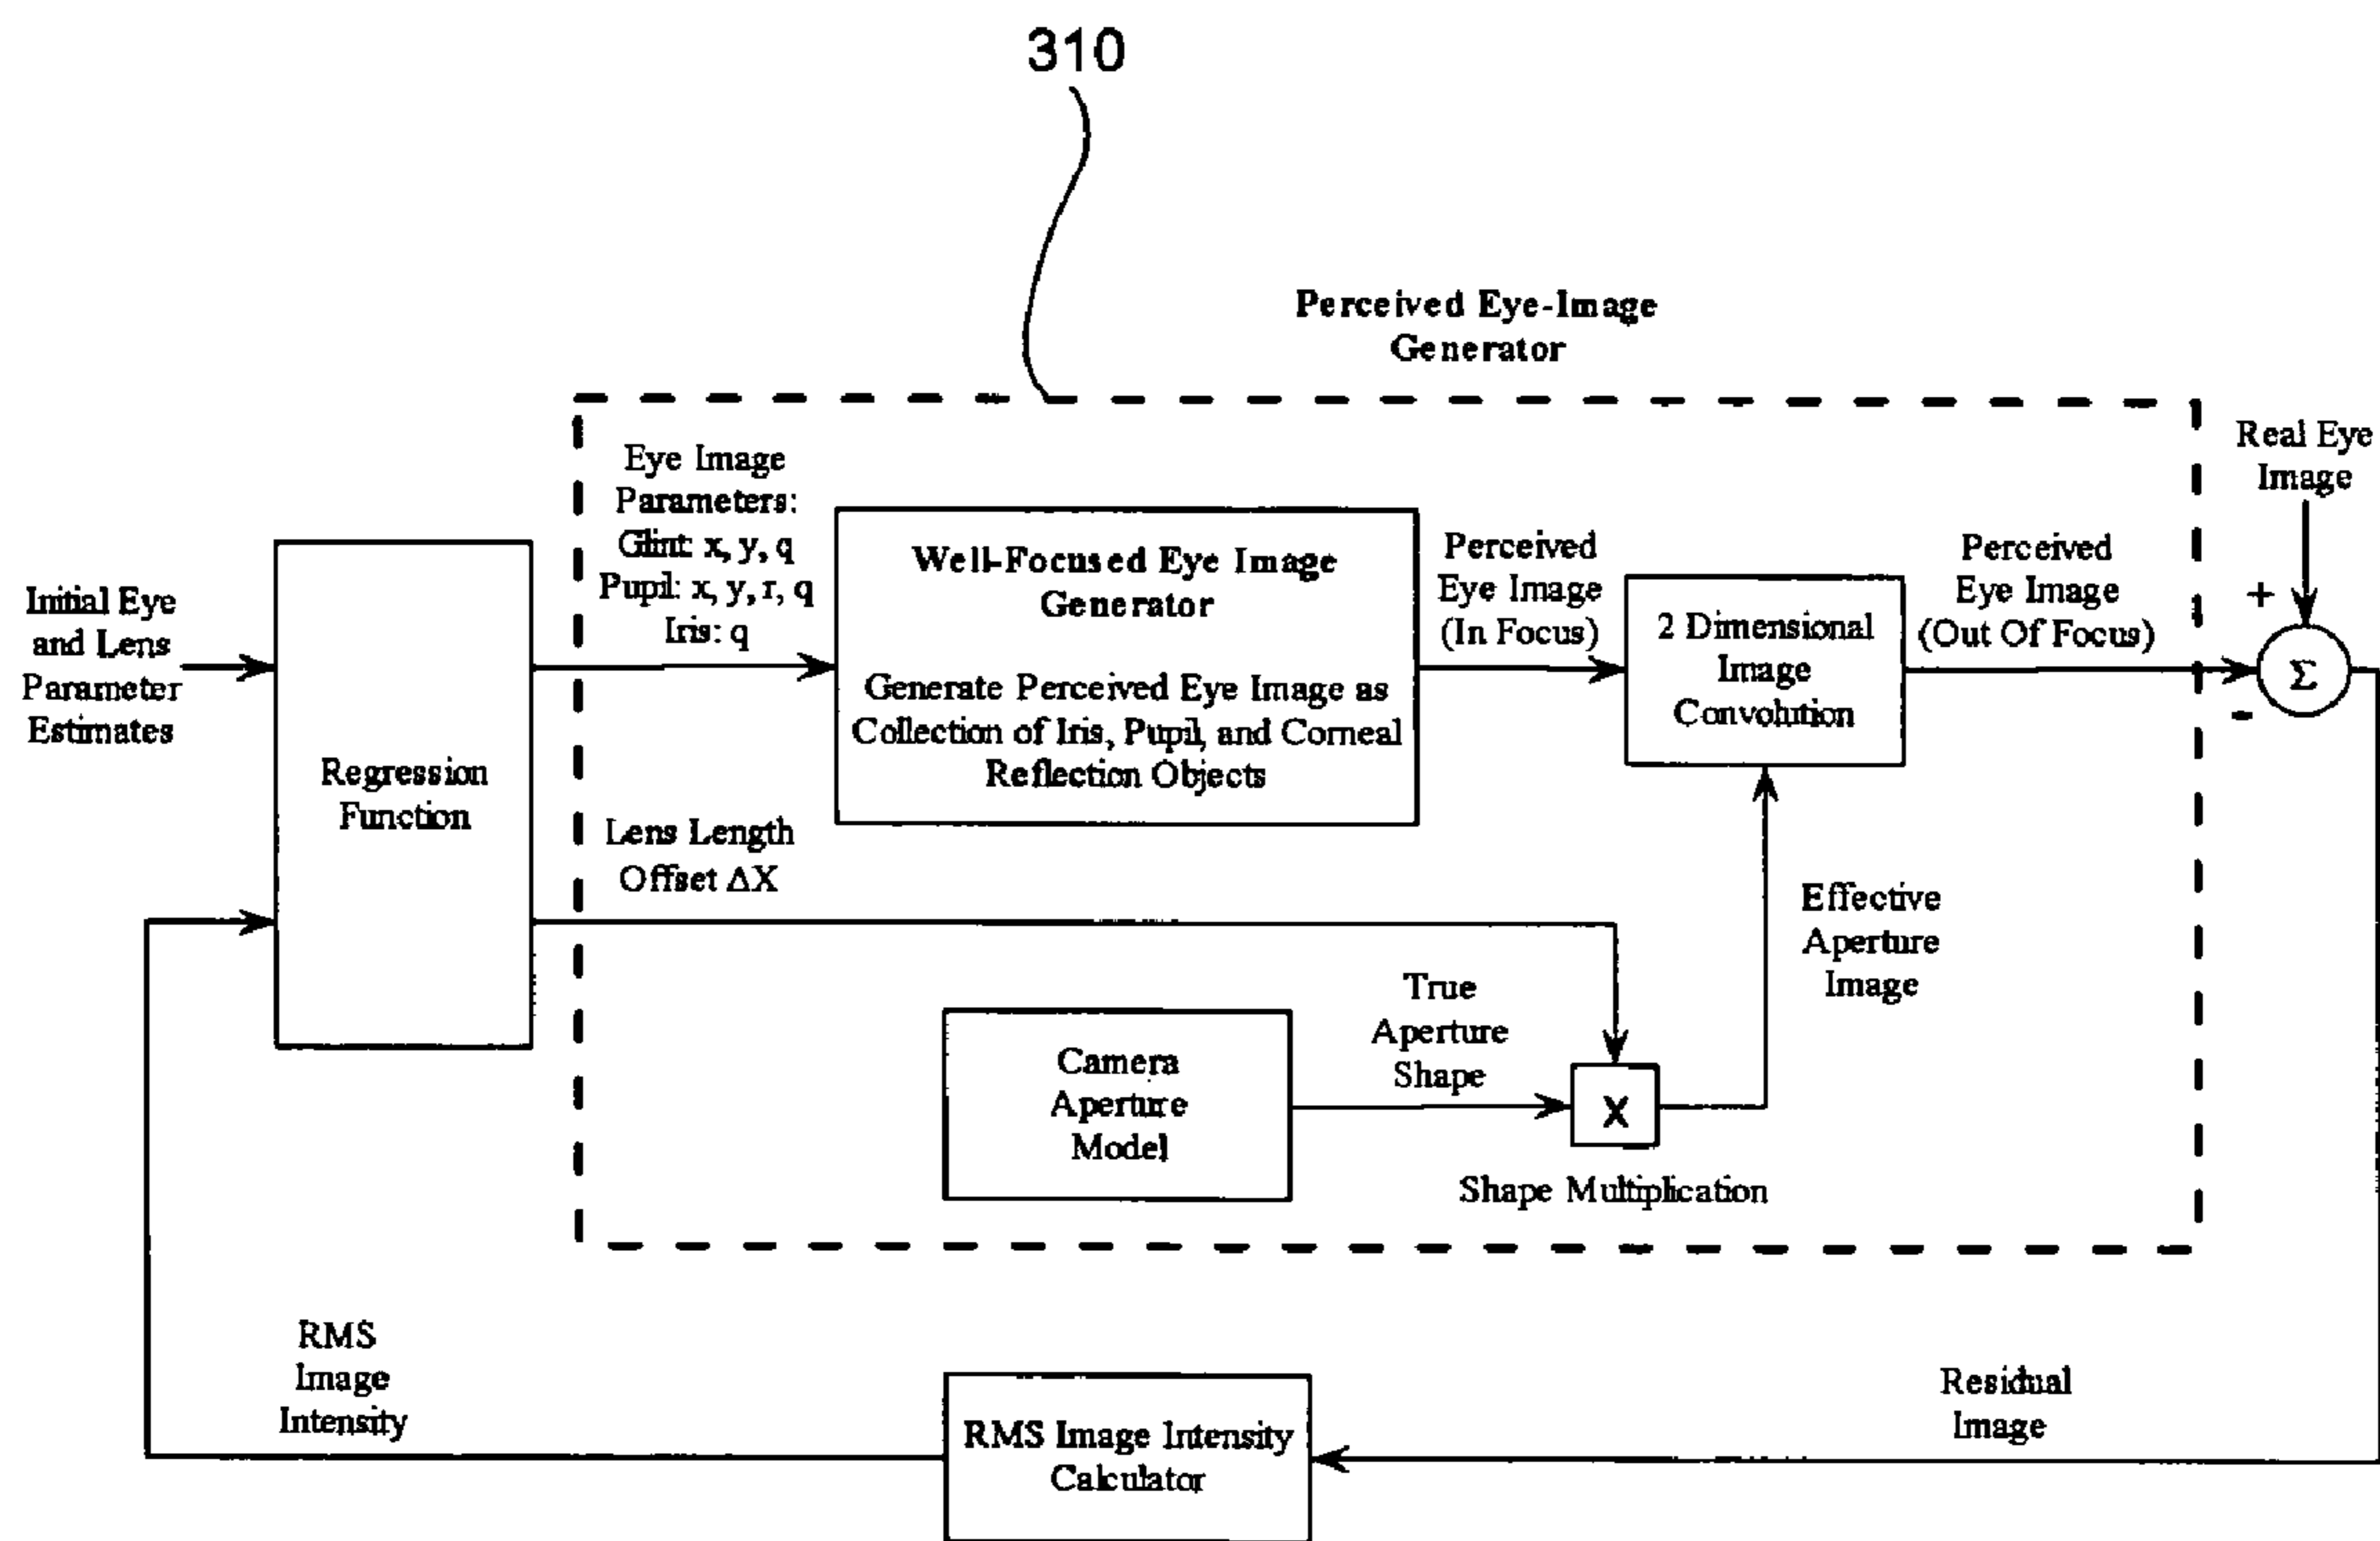 310
Perceived Eye-Image
Generator
Real Eye
Image
Eye Image
Parameters:
Glint: x, y, q
Pupil: x, y, r, q
Iris: q
Initial Eye
and Lens
Parameter
Estimates
Regression
Function
Well-Focused Eye Image
Generator
Generate Perceived Eye Image as
Collection of Iris, Pupil, and Corneal
Reflection Objects
Perceived
Eye Image
(In Focus)
2 Dimensional
Image
Convolution
Perceived
Eye Image
(Out Of Focus)
+
Σ
-
Lens Length
Offset ΔX
Effective
Aperture
Image
Camera
Aperture
Model
True
Aperture
Shape
X
Shape Multiplication
RMS
Image
Intensity
RMS Image Intensity
Calculator
Residual
Image